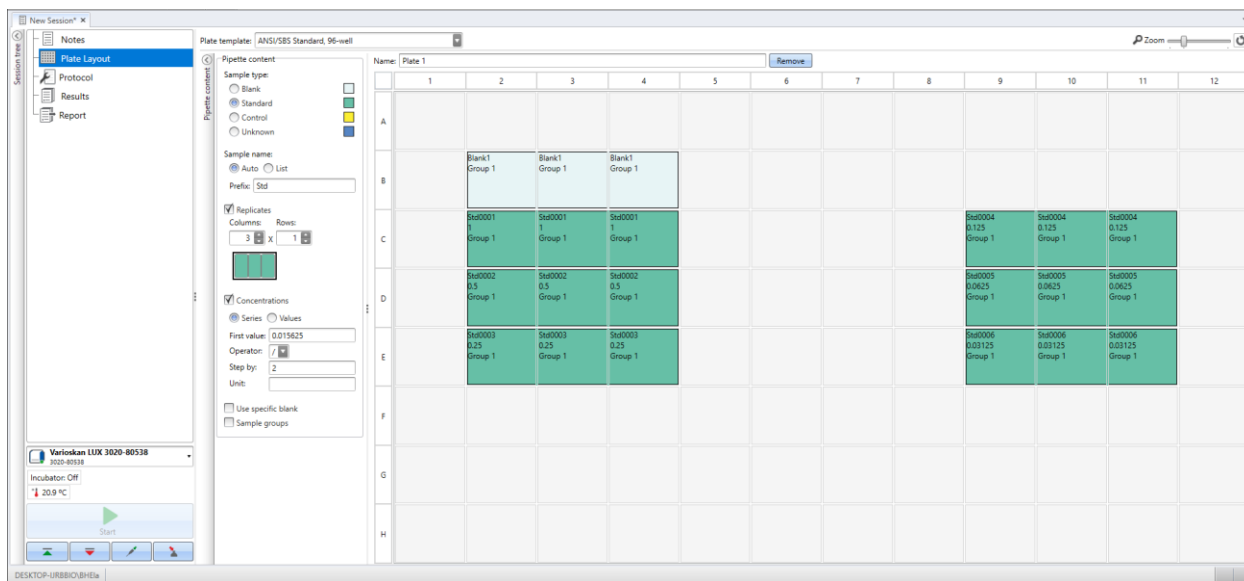 New Session*
Session tree
Notes
Plate Layout
Protocol
Results
Report
Varioskan LUX 3020-80538
3020-80538
Incubator: Off
20.9 ºC
Start
Plate template: ANSI/SBS Standard, 96-well
Zoom
Pipette content
Pipette content
Sample type:
Blank
Standard
Control
Unknown
Sample name:
Auto List
Prefix: Std
Replicates
Columns: Rows:
3 X 1
Concentrations
Series Values
First value: 0.015625
Operator: /
Step by: 2
Unit:
Use specific blank
Sample groups
Name: Plate 1 Remove
1 2 3 4 5 6 7 8 9 10 11 12
A
B
Blank1 Blank1 Blank1
Group 1 Group 1 Group 1
C
Std0001 Std0001 Std0001 Std0004 Std0004 Std0004
1 1 1 0.125 0.125 0.125
Group 1 Group 1 Group 1 Group 1 Group 1 Group 1
D
Std0002 Std0002 Std0002 Std0005 Std0005 Std0005
0.5 0.5 0.5 0.0625 0.0625 0.0625
Group 1 Group 1 Group 1 Group 1 Group 1 Group 1
E
Std0003 Std0003 Std0003 Std0006 Std0006 Std0006
0.25 0.25 0.25 0.03125 0.03125 0.03125
Group 1 Group 1 Group 1 Group 1 Group 1 Group 1
F
G
H